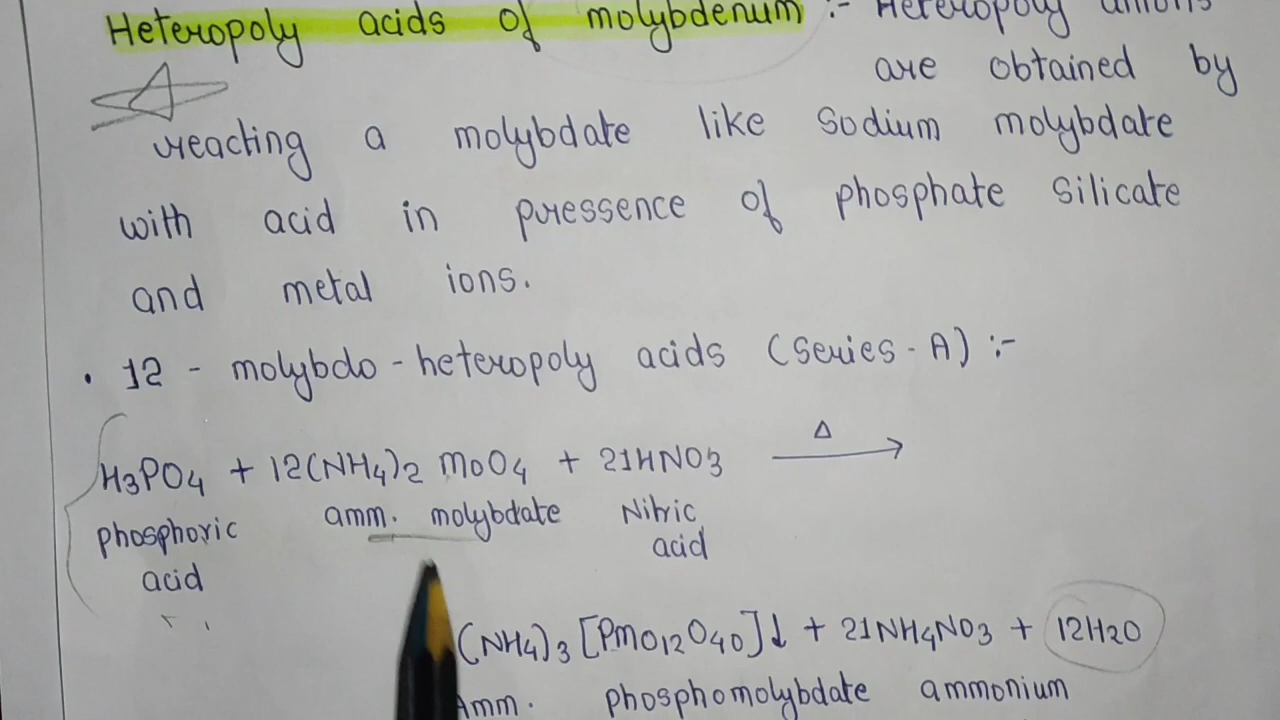 Heteropoly acids of molybdenum :- Heteropoly anions
are obtained by
reacting a molybdate like Sodium molybdate
with acid in pressence of phosphate silicate
and metal ions.
• 12 - molybdo - heteropoly acids (Series - A) :-
H3PO4 + 12(NH4)2 MoO4 + 21HNO3 Δ →
phosphoric amm. molybdate Nitric
acid acid
(NH4)3 [PMo12O40]↓ + 21NH4NO3 + 12H2O
Amm. phosphomolybdate ammonium